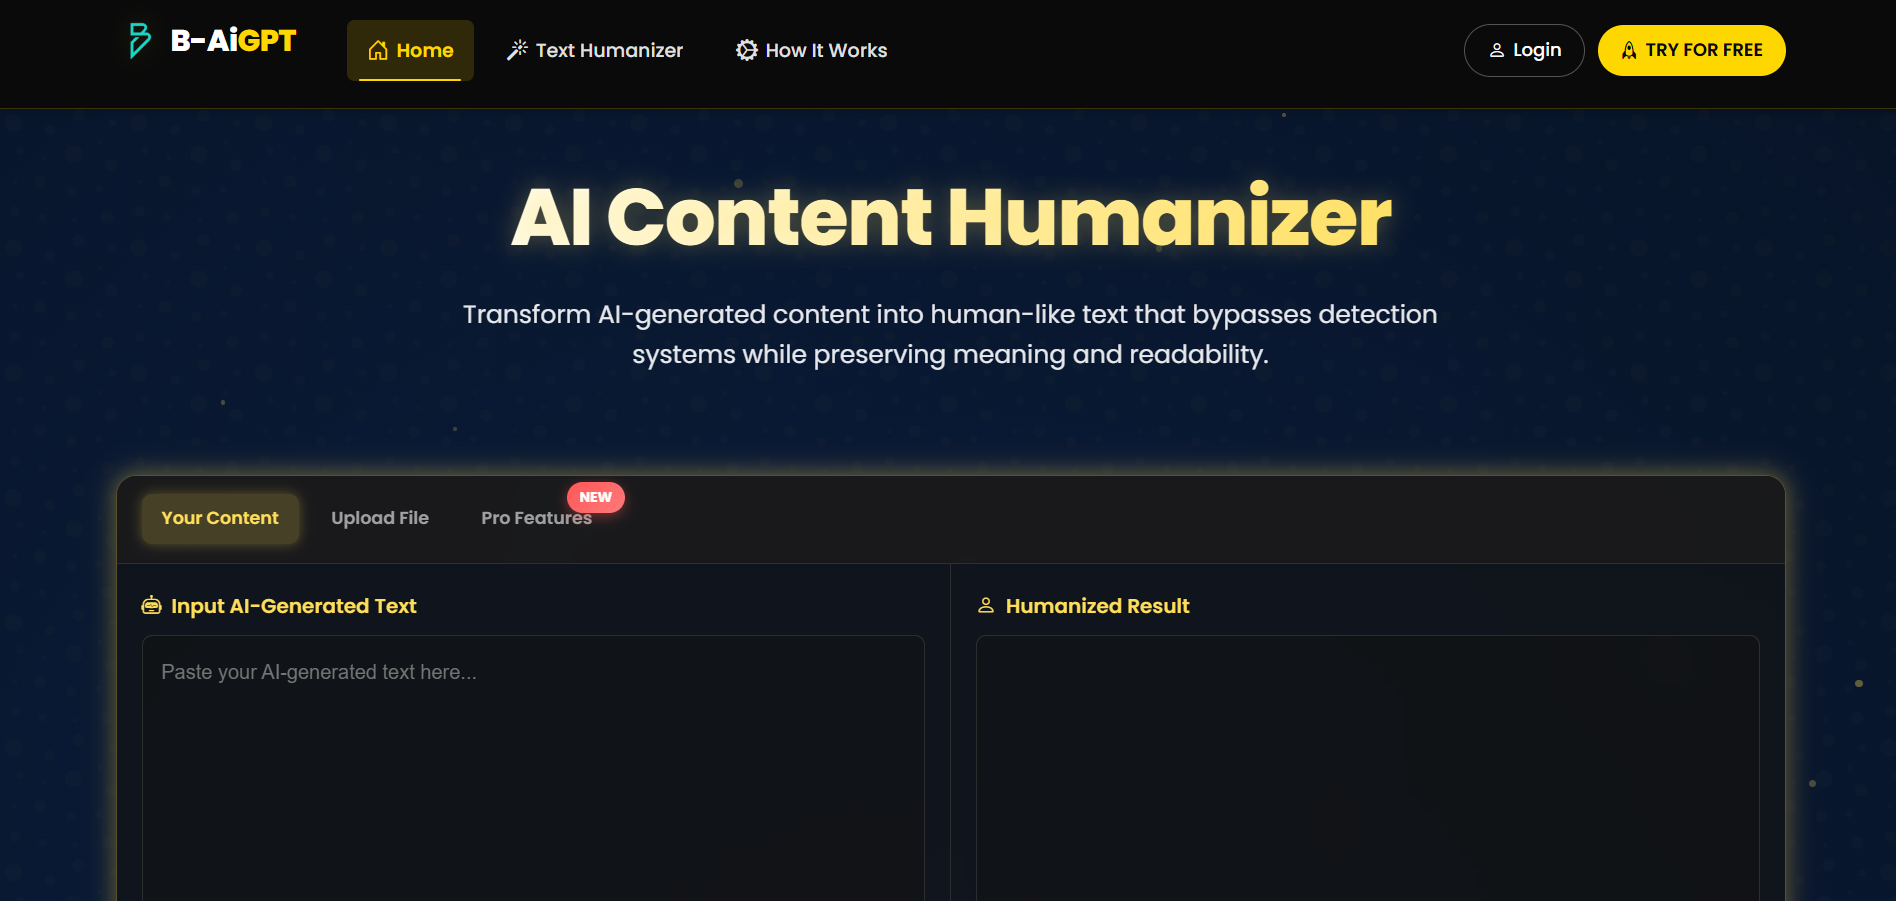 B-AiGPT
Home
Text Humanizer
How It Works
Login
TRY FOR FREE
AI Content Humanizer
Transform AI-generated content into human-like text that bypasses detection
systems while preserving meaning and readability.
Your Content
Upload File
Pro Features
NEW
Input AI-Generated Text
Paste your AI-generated text here...
Humanized Result